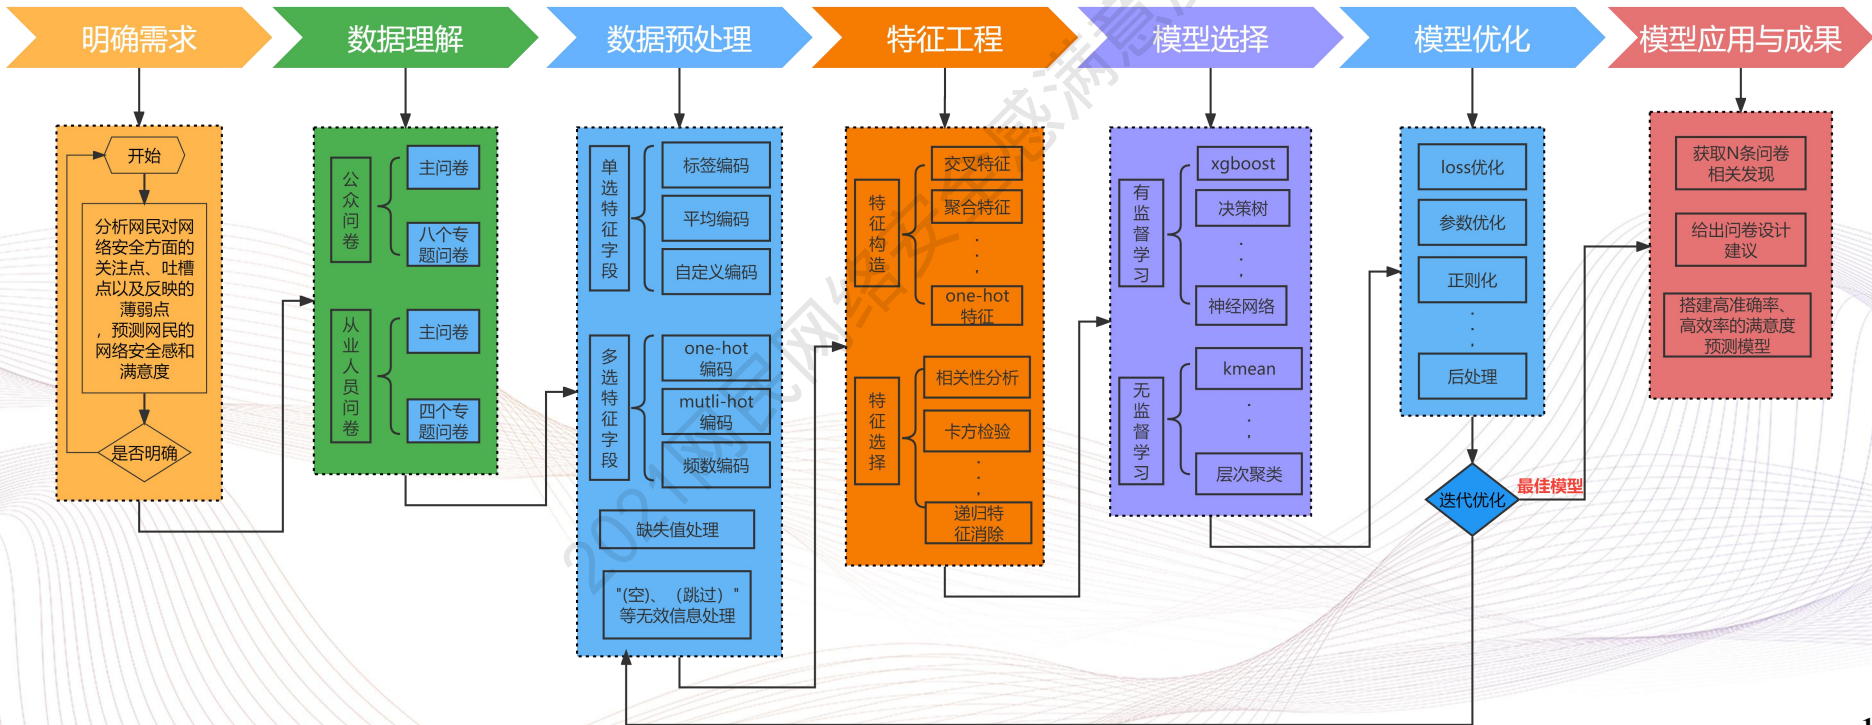 明确需求
数据理解
数据预处理
特征工程
模型选择
模型优化
模型应用与成果
开始
分析网民对网
络安全方面的
关注点、吐槽
点以及反映的
薄弱点
，预测网民的
网络安全感和
满意度
是否明确
公众问卷
主问卷
八个专
题问卷
从业人员问卷
主问卷
四个专
题问卷
单选特征字段
标签编码
平均编码
自定义编码
多选特征字段
one-hot
编码
mutli-hot
编码
频数编码
缺失值处理
"(空)、（跳过）"
等无效信息处理
特征构造
交叉特征
聚合特征
one-hot
特征
特征选择
相关性分析
卡方检验
递归特
征消除
有监督学习
xgboost
决策树
神经网络
无监督学习
kmean
层次聚类
loss优化
参数优化
正则化
后处理
迭代优化
最佳模型
获取N条问卷
相关发现
给出问卷设计
建议
搭建高准确率、
高效率的满意度
预测模型
2021网民网络安全感满意